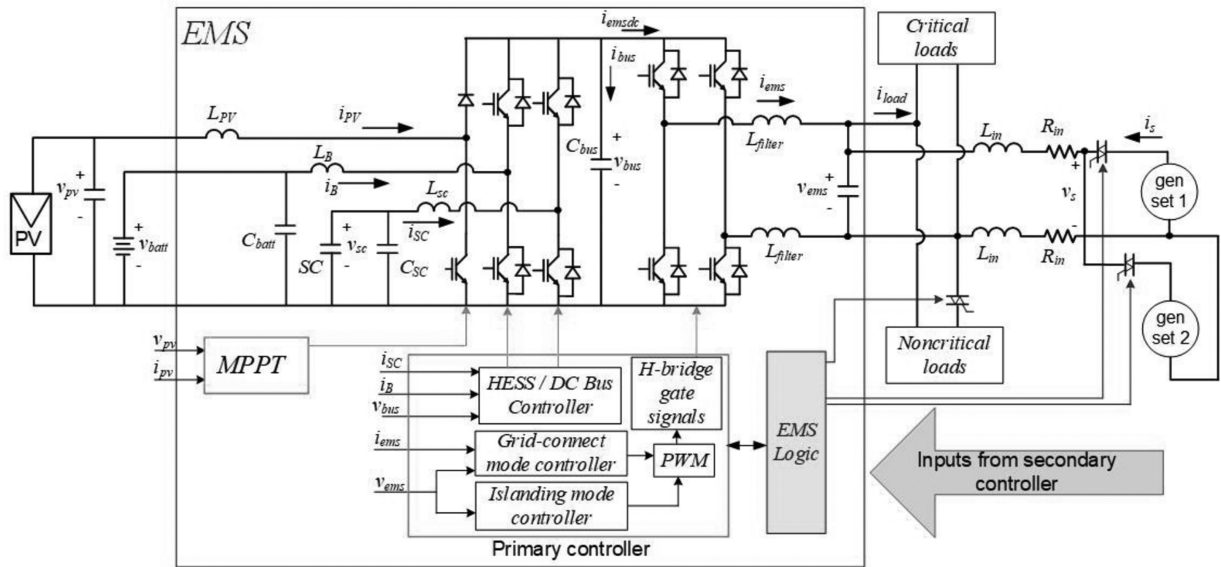 EMS
i_emsdc
i_bus
Critical
loads
L_PV
i_PV
i_ems
i_load
L_filter
L_in
R_in
i_s
L_B
i_B
C_bus
+
v_bus
-
+
v_pv
-
PV
+
v_batt
-
C_batt
L_sc
i_SC
+
v_sc
-
SC
C_SC
+
v_ems
-
L_filter
L_in
R_in
+
v_s
-
gen
set 1
gen
set 2
Noncritical
loads
v_pv
i_pv
MPPT
i_SC
i_B
v_bus
HESS / DC Bus
Controller
H-bridge
gate
signals
i_ems
Grid-connect
mode controller
PWM
v_ems
Islanding mode
controller
EMS
Logic
Inputs from secondary
controller
Primary controller